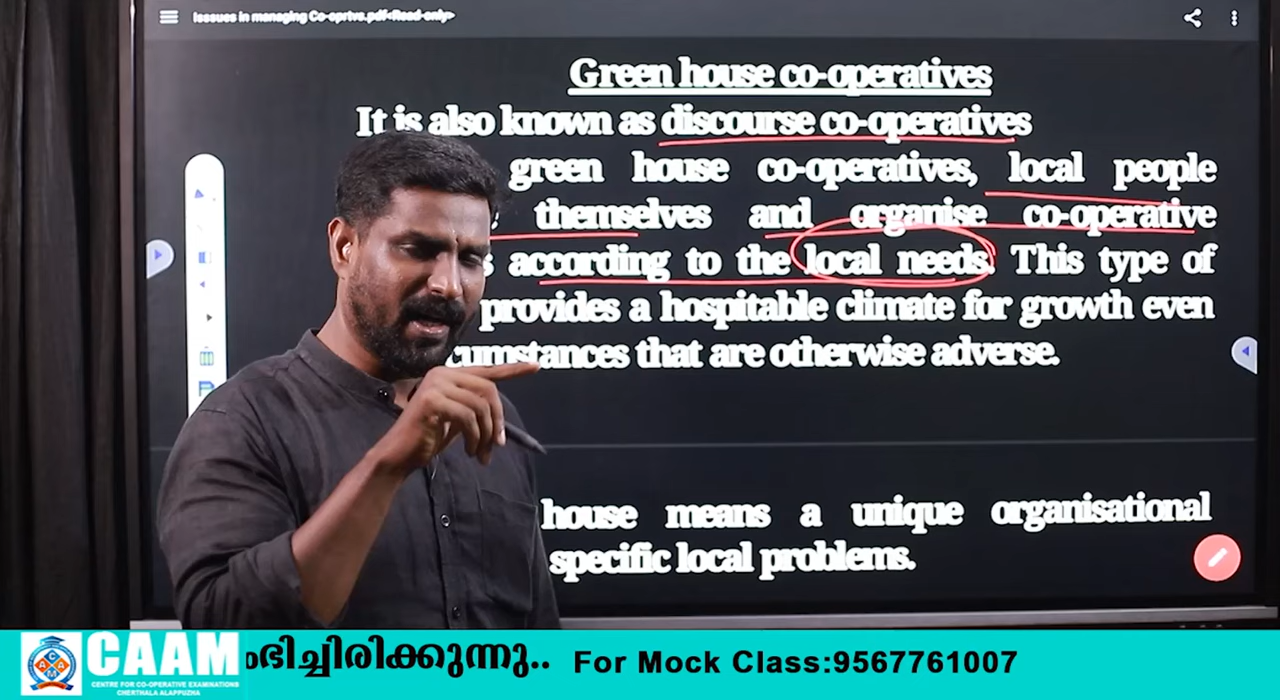 Isssues in managing Co-oprtvs.pdf<Read-only>
Green house co-operatives
It is also known as discourse co-operatives
green house co-operatives, local people
themselves and organise co-operative
according to the local needs. This type of
provides a hospitable climate for growth even
cumstances that are otherwise adverse.
house means a unique organisational
specific local problems.
CAAM
CENTRE FOR CO-OPERATIVE EXAMINATIONS
CHERTHALA ALAPPUZHA
ംഭിച്ചിരിക്കുന്നു.. For Mock Class:9567761007